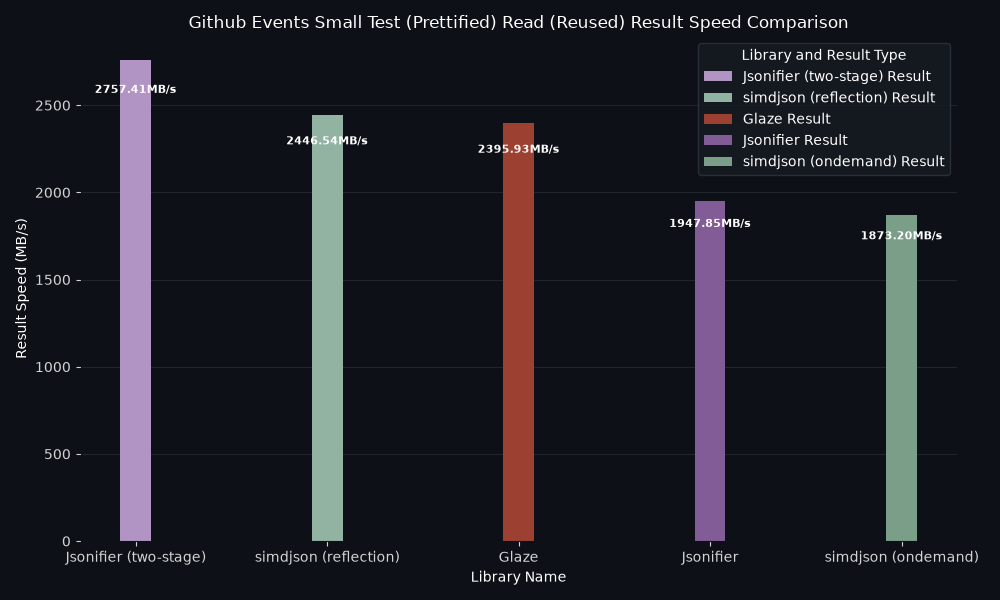 Github Events Small Test (Prettified) Read (Reused) Result Speed Comparison
Library and Result Type
Jsonifier (two-stage) Result
simdjson (reflection) Result
Glaze Result
Jsonifier Result
simdjson (ondemand) Result
2757.41MB/s
2446.54MB/s
2395.93MB/s
1947.85MB/s
1873.20MB/s
Result Speed (MB/s)
2500
2000
1500
1000
500
0
Jsonifier (two-stage)
simdjson (reflection)
Glaze
Jsonifier
simdjson (ondemand)
Library Name